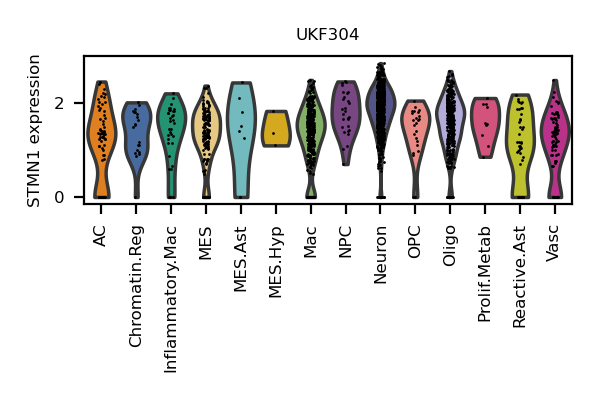 UKF304
STMN1 expression
2
0
AC
Chromatin.Reg
Inflammatory.Mac
MES
MES.Ast
MES.Hyp
Mac
NPC
Neuron
OPC
Oligo
Prolif.Metab
Reactive.Ast
Vasc